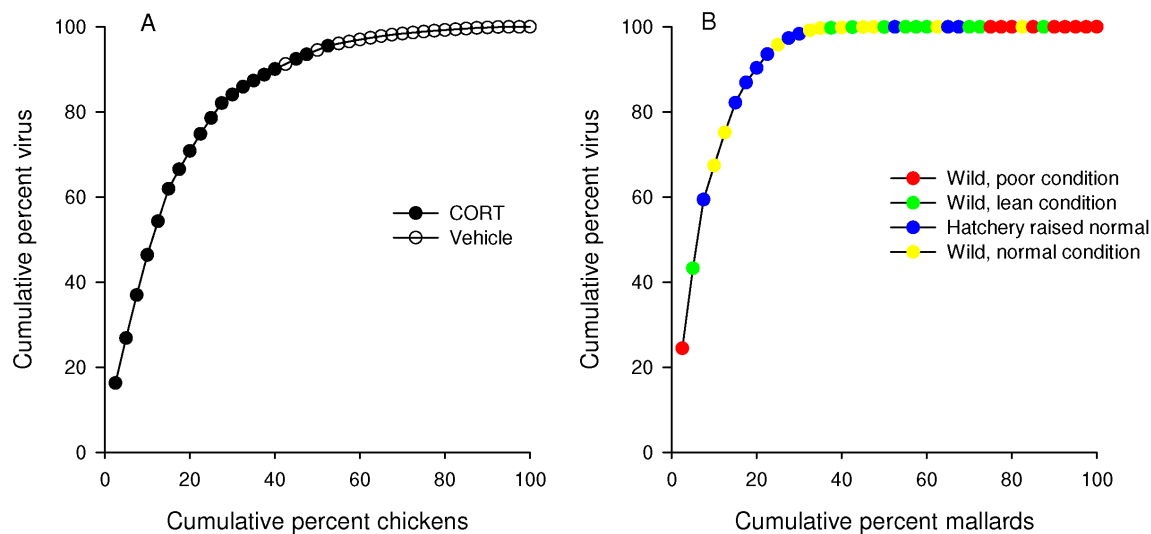 A
100
80
60
40
20
0
Cumulative percent virus
CORT
Vehicle
0 20 40 60 80 100
Cumulative percent chickens
B
100
80
60
40
20
0
Cumulative percent virus
Wild, poor condition
Wild, lean condition
Hatchery raised normal
Wild, normal condition
0 20 40 60 80 100
Cumulative percent mallards